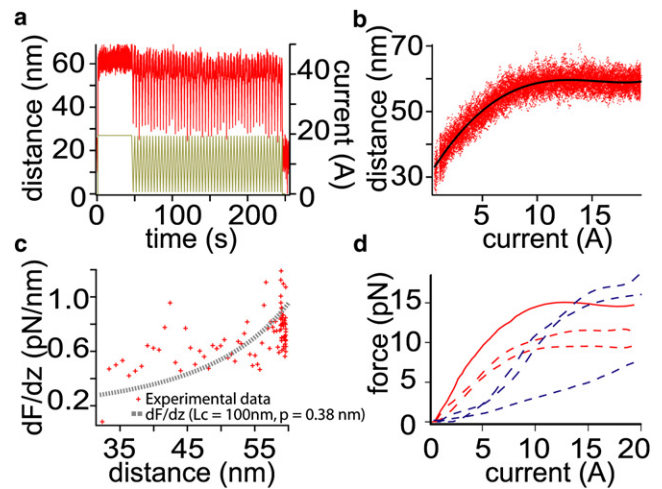 a
distance (nm)
60
40
20
0
0
100
200
time (s)
40
20
0
current (A)
b
distance (nm)
70
50
30
5
10
15
current (A)
c
dF/dz (pN/nm)
1.0
0.6
0.2
Experimental data
dF/dz (Lc = 100nm, p = 0.38 nm)
35
45
55
distance (nm)
d
force (pN)
15
10
5
0
0
5
10
15
20
current (A)